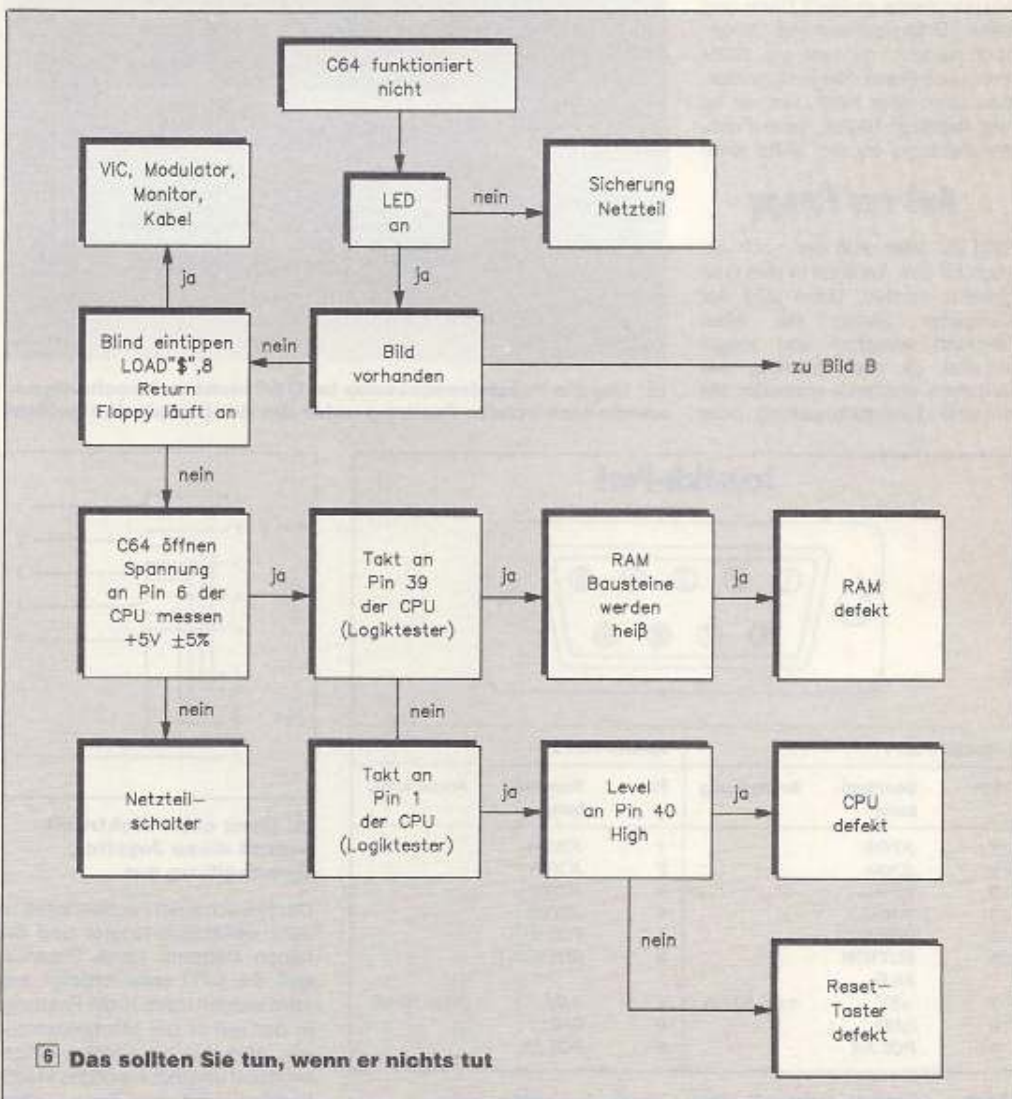 C64 funktioniert
nicht
ViC, Modulator,
Monitor,
Kabel
LED
an
nein
Sicherung
Netzteil
ja
ja
Blind eintippen
LOAD"$",8
Return
Floppy läuft an
nein
Bild
vorhanden
zu Bild B
nein
C64 öffnen
Spannung
an Pin 6 der
CPU messen
+5V ±5%
ja
Takt an
Pin 39
der CPU
(Logiktester)
ja
RAM
Bausteine
werden
heiß
ja
RAM
defekt
nein
nein
Netzteil-
schalter
Takt an
Pin 1
der CPU
(Logiktester)
ja
Level
an Pin 40
High
ja
CPU
defekt
nein
Reset-
Taster
defekt
6 Das sollten Sie tun, wenn er nichts tut